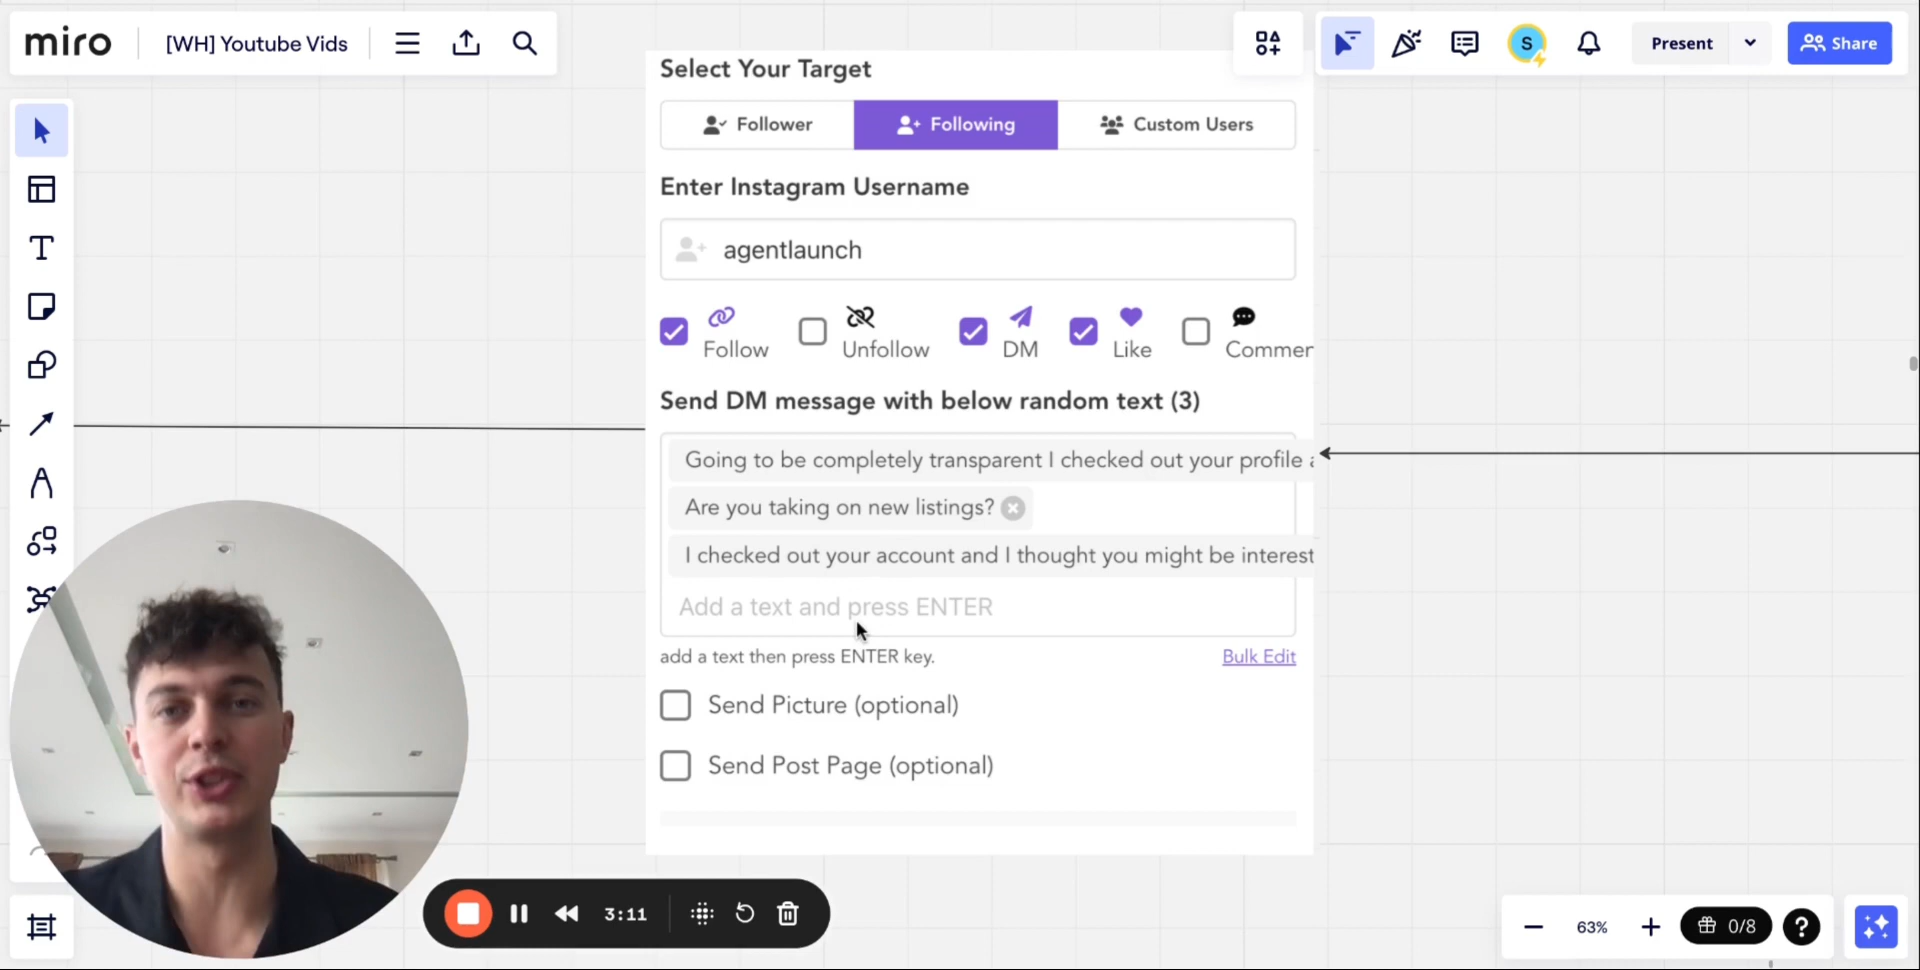 miro
[WH] Youtube Vids
Present
Share
S
Select Your Target
Follower
Following
Custom Users
Enter Instagram Username
agentlaunch
Follow
Unfollow
DM
Like
Commen
Send DM message with below random text (3)
Going to be completely transparent I checked out your profile a
Are you taking on new listings?
I checked out your account and I thought you might be interest
Add a text and press ENTER
add a text then press ENTER key.
Bulk Edit
Send Picture (optional)
Send Post Page (optional)
3:11
63%
0/8
?